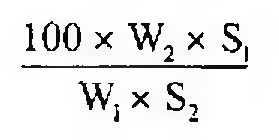 100 × W₂ × S₁
W₁ × S₂